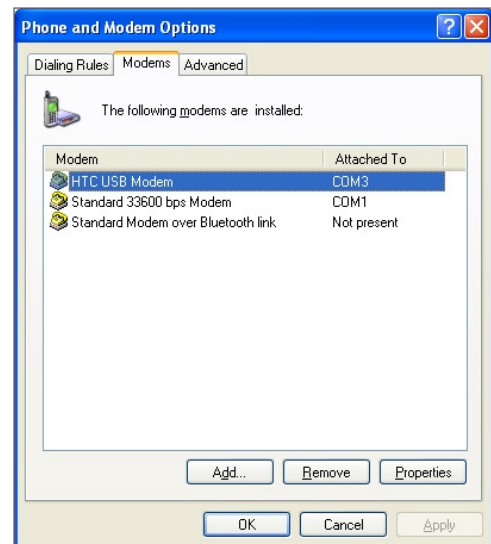 Phone and Modem Options
Dialing Rules Modems Advanced
The following modems are installed:
Modem Attached To
HTC USB Modem COM3
Standard 33600 bps Modem COM1
Standard Modem over Bluetooth link Not present
Add... Remove Properties
OK Cancel Apply